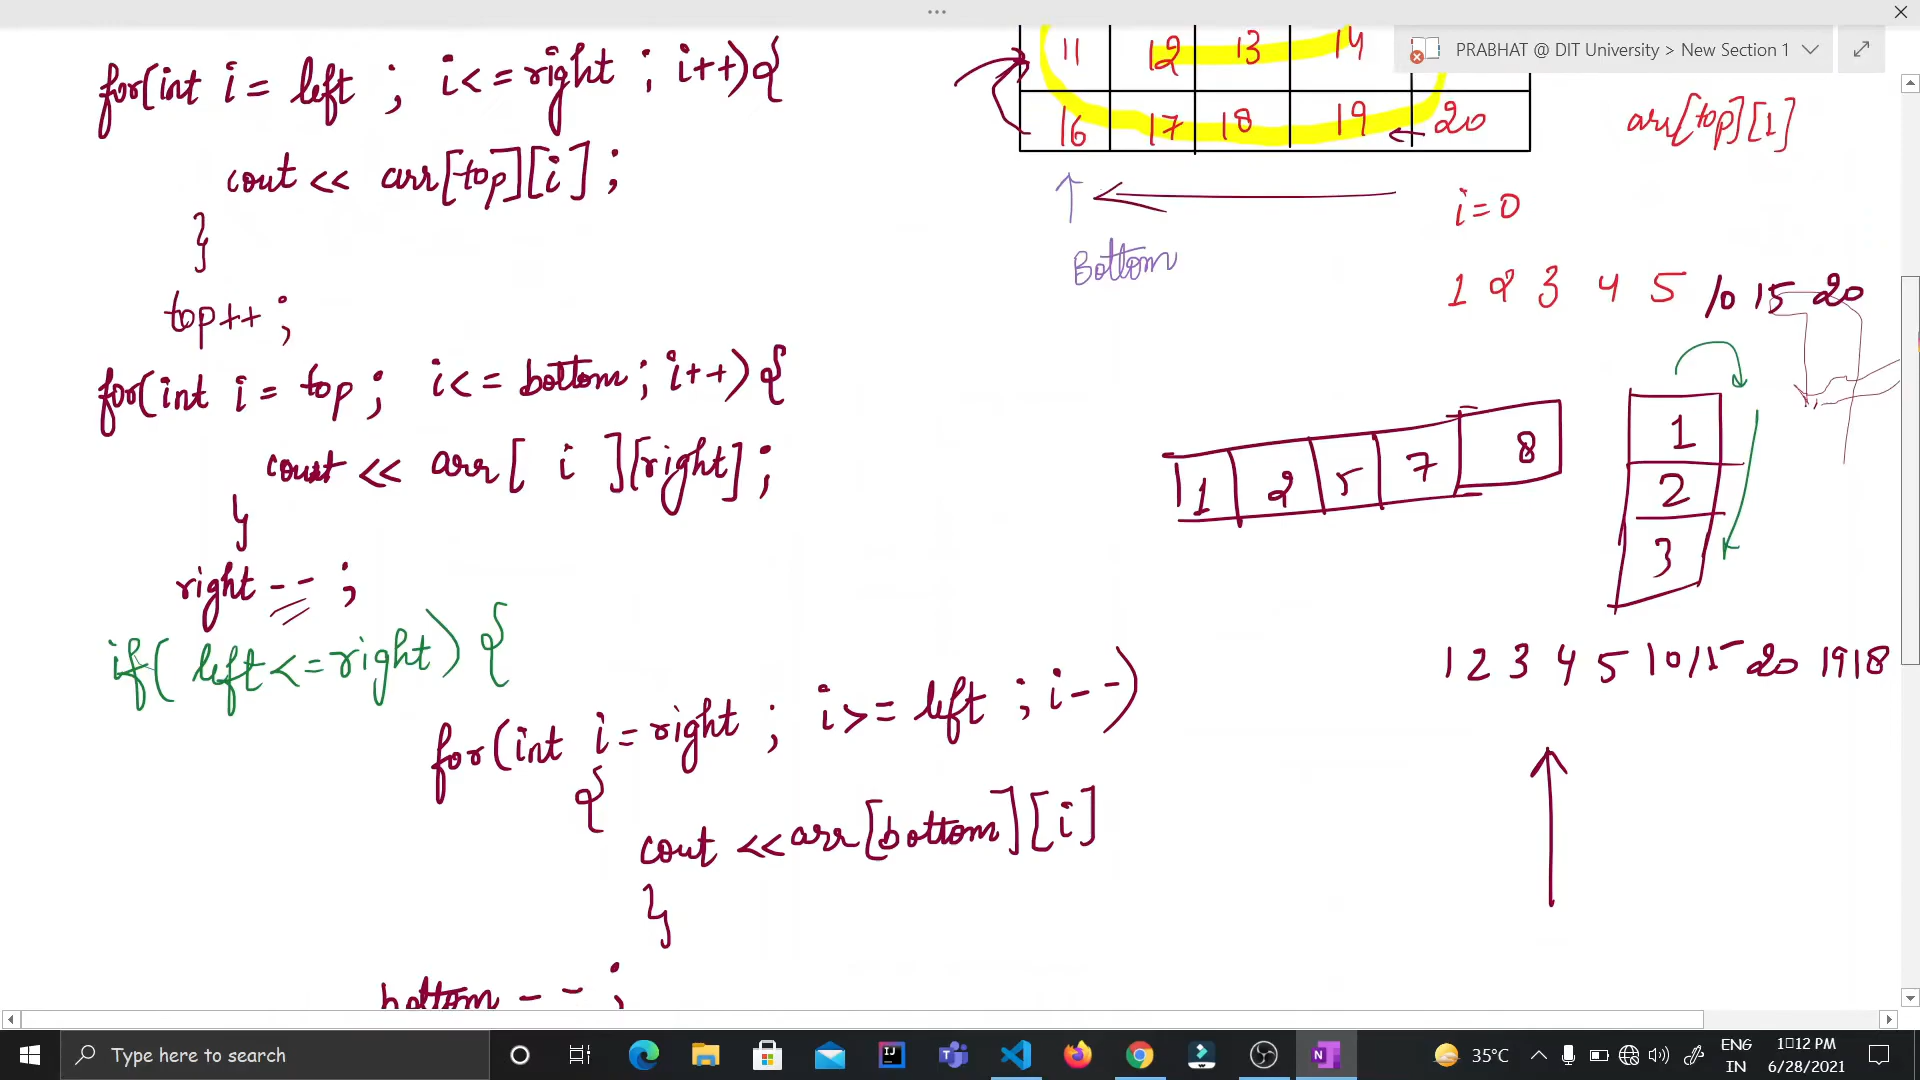 for(int i = left ; i<=right ; i++){
cout << arr[top][i] ;
}
top++ ;
for(int i = top ; i<= bottom ; i++){
cout << arr[ i ][right] ;
}
right -- ;
if( left<=right) {
for(int i=right ; i>= left ; i--)
{
cout << arr[bottom][i]
}
bottom -- ;
11 12 13 14
16 17 18 19 20
PRABHAT @ DIT University > New Section 1
arr[top][1]
i=0
Bottom
1 2 3 4 5 10 15 20
1 2 5 7 8
1
2
3
1 2 3 4 5 10 15 20 19 18
Type here to search
35°C
ENG
IN
1:12 PM
6/28/2021